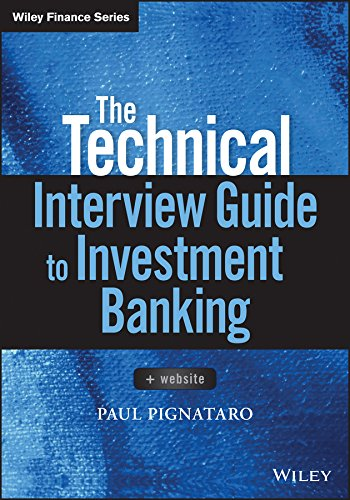 Wiley Finance Series
The
Technical
Interview Guide
to Investment
Banking
+ website
PAUL PIGNATARO
WILEY